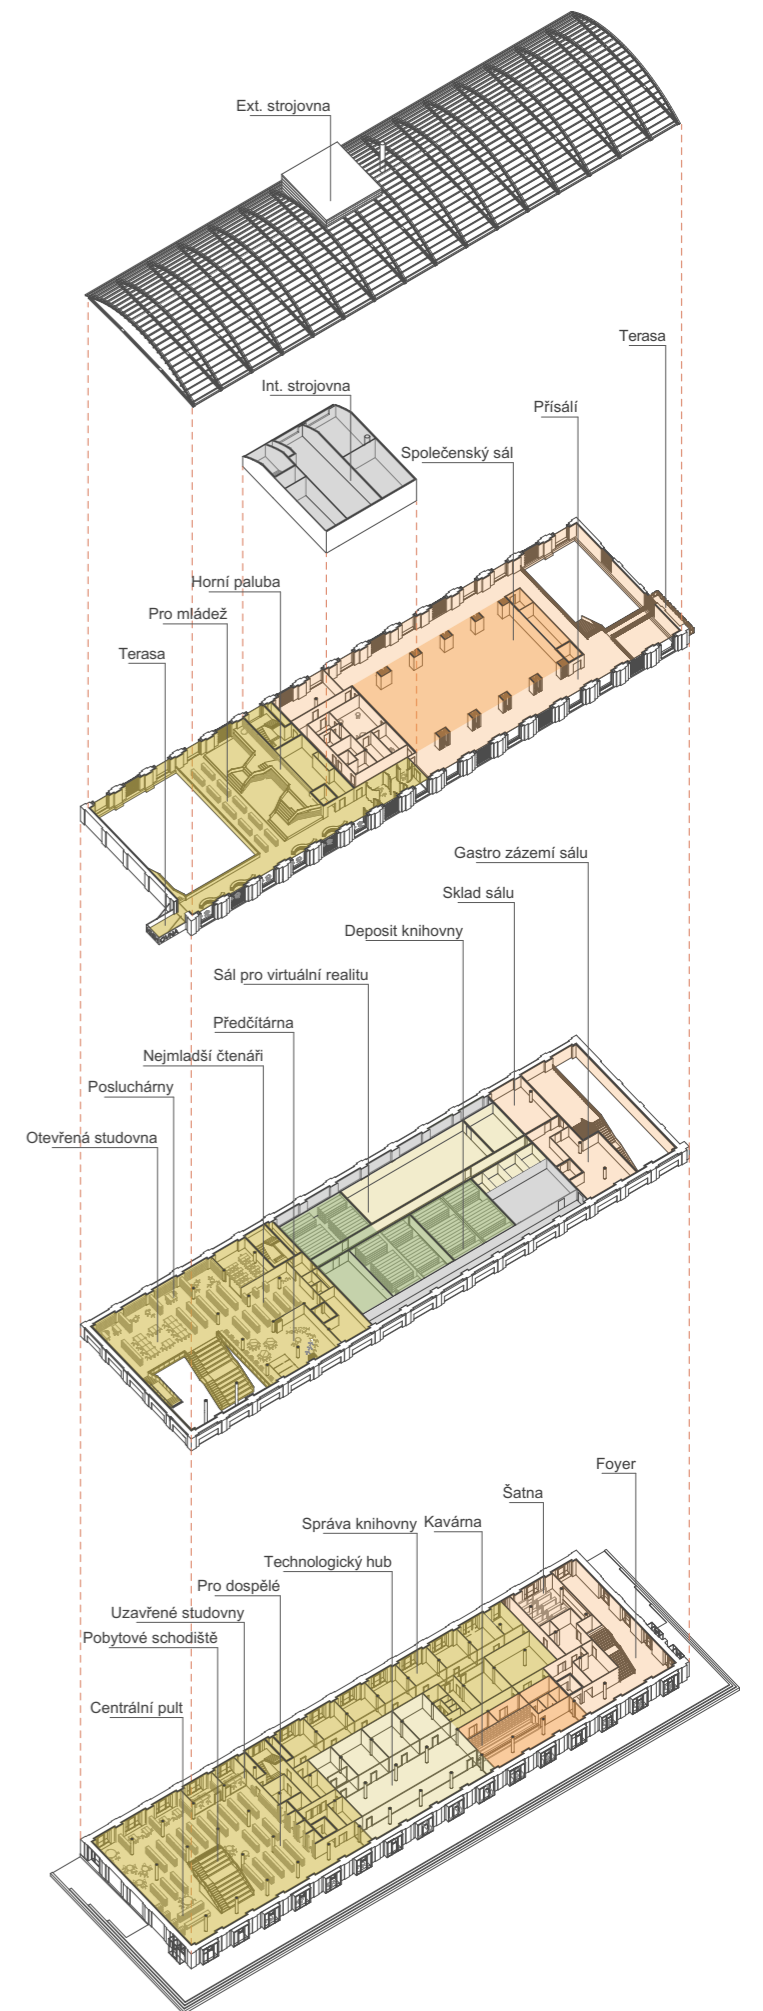 Ext. strojovna
Terasa
Int. strojovna
Přísálí
Společenský sál
Horní paluba
Pro mládež
Terasa
Gastro zázemí sálu
Sklad sálu
Deposit knihovny
Sál pro virtuální realitu
Předčítárna
Nejmladší čtenáři
Posluchárny
Otevřená studovna
Foyer
Šatna
Správa knihovny
Kavárna
Technologický hub
Pro dospělé
Uzavřené studovny
Pobytové schodiště
Centrální pult